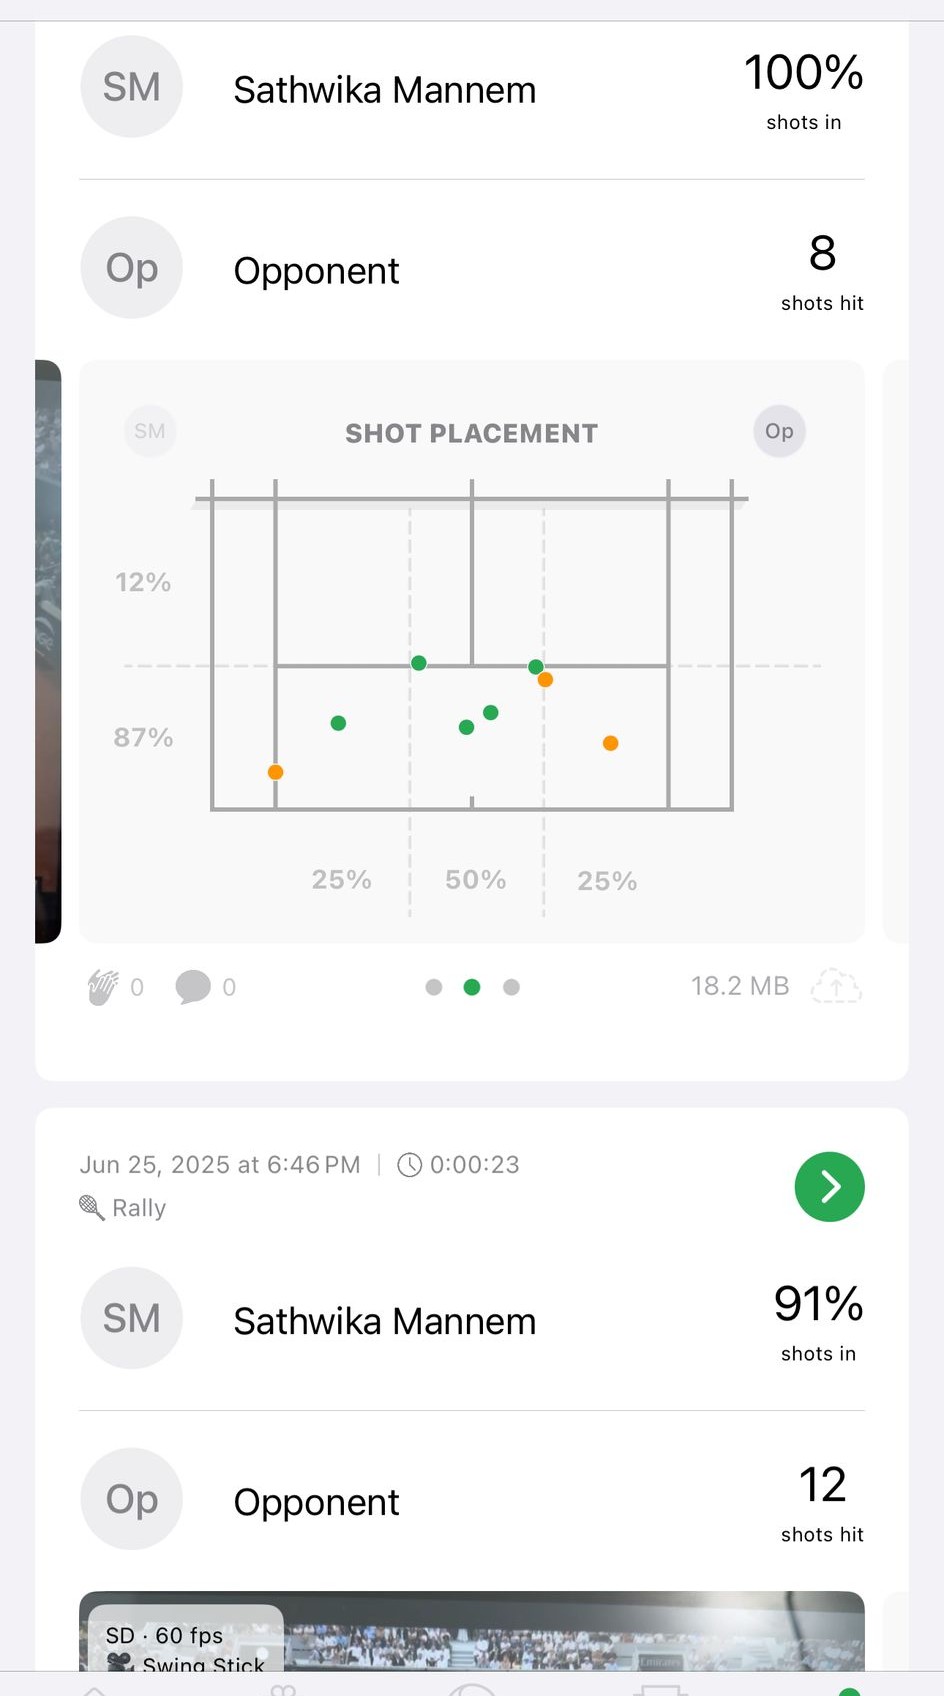 SM Sathwika Mannem 100%
shots in
Op Opponent 8
shots hit
SM SHOT PLACEMENT Op
12%
87%
25% 50% 25%
0 0 18.2 MB
Jun 25, 2025 at 6:46 PM | 0:00:23
Rally
SM Sathwika Mannem 91%
shots in
Op Opponent 12
shots hit
SD · 60 fps
Swing Stick
Emirates